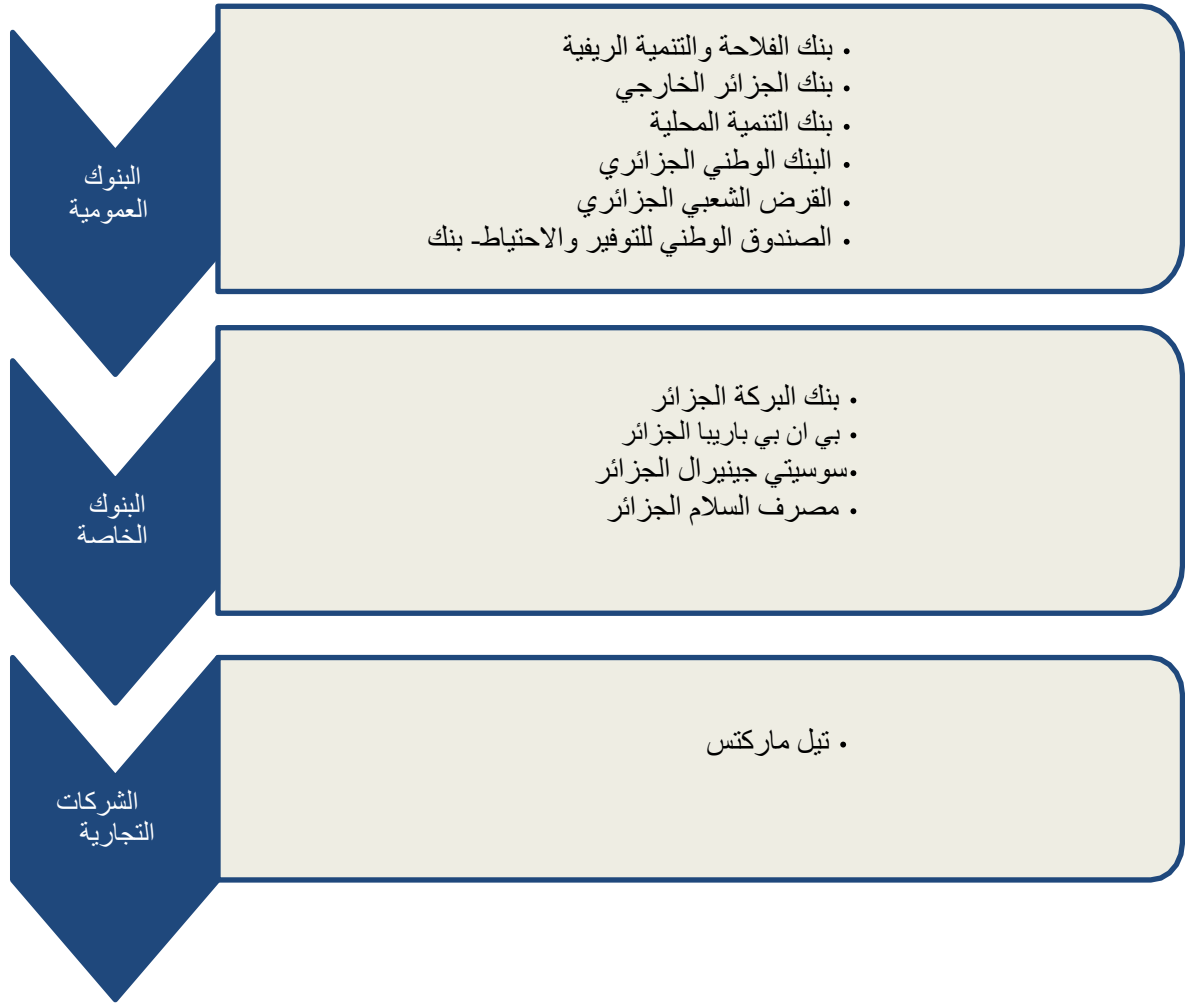 البنوك
العمومية
• بنك الفلاحة والتنمية الريفية
• بنك الجزائر الخارجي
• بنك التنمية المحلية
• البنك الوطني الجزائري
• القرض الشعبي الجزائري
• الصندوق الوطني للتوفير والاحتياط- بنك
البنوك
الخاصة
• بنك البركة الجزائر
• بي ان بي باريبا الجزائر
•سوسيتي جينيرال الجزائر
• مصرف السلام الجزائر
الشركات
التجارية
• تيل ماركتس